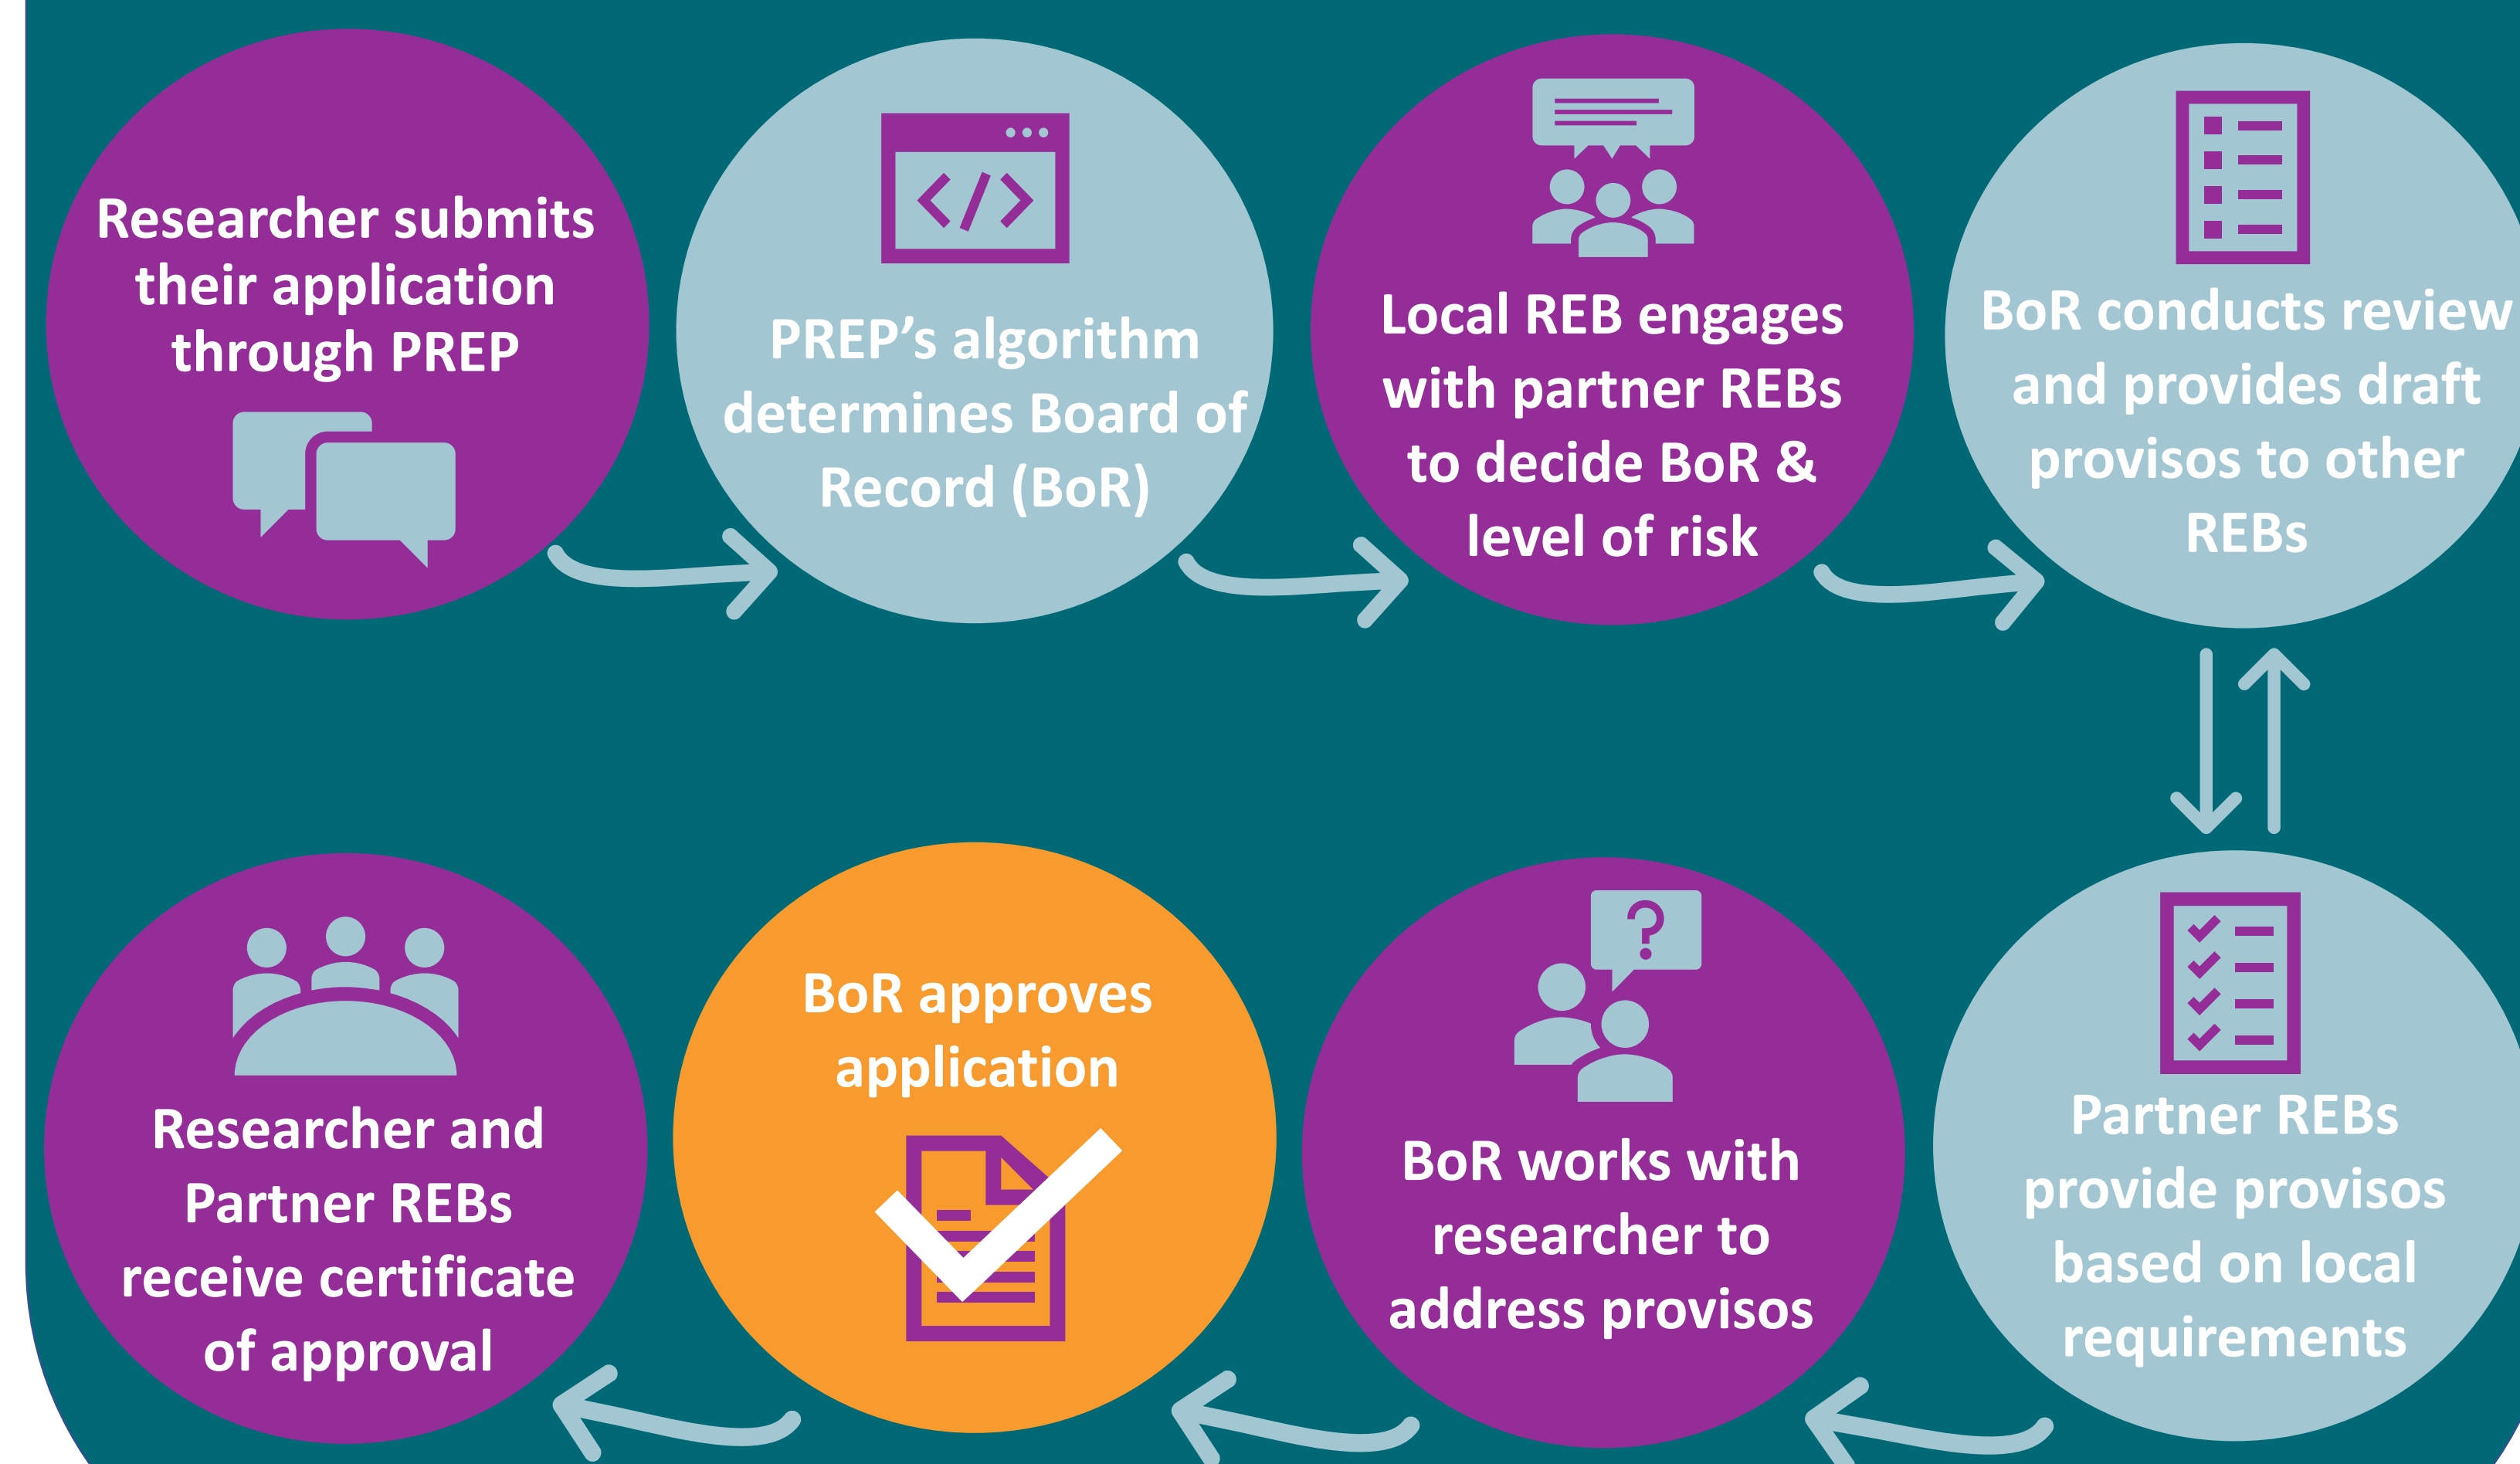 Researcher submits
their application
through PREP
PREP’s algorithm
determines Board of
Record (BoR)
Local REB engages
with partner REBs
to decide BoR &
level of risk
BoR conducts review
and provides draft
provisos to other
REBs
Partner REBs
provide provisos
based on local
requirements
BoR works with
researcher to
address provisos
BoR approves
application
Researcher and
Partner REBs
receive certificate
of approval